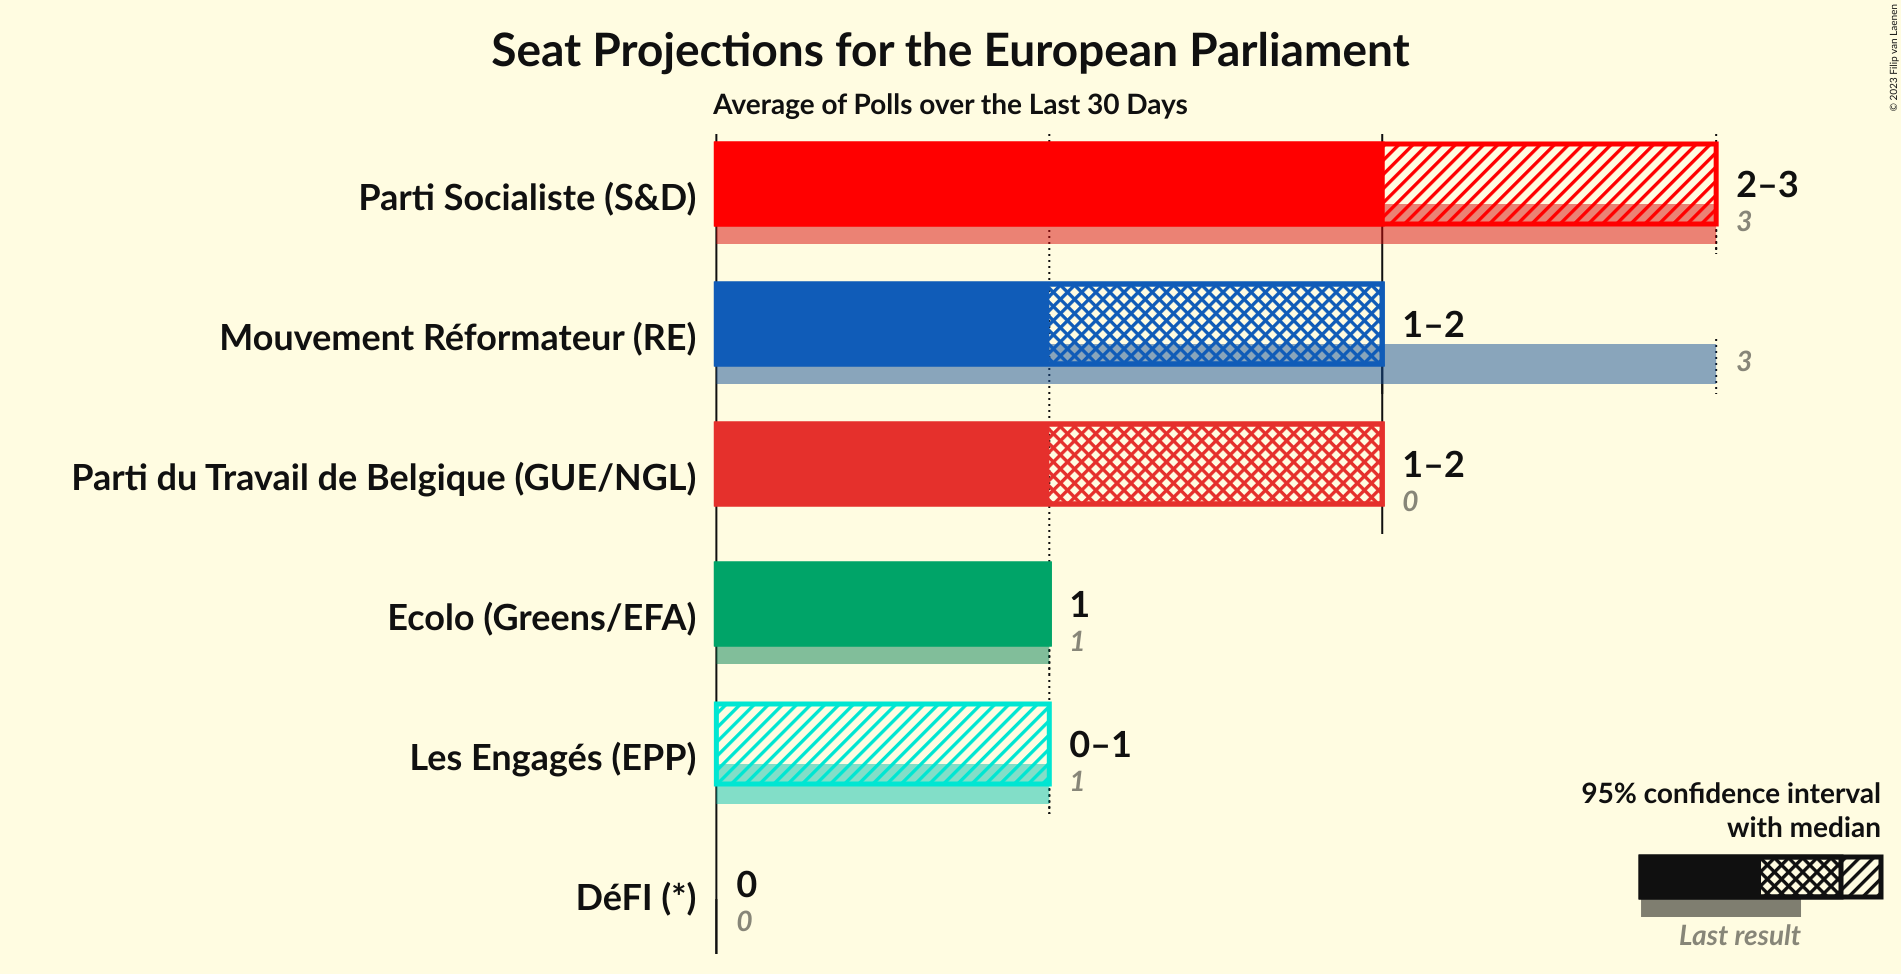 Seat Projections for the European Parliament
Average of Polls over the Last 30 Days
© 2023 Filip van Laenen
Parti Socialiste (S&D)
2–3
3
Mouvement Réformateur (RE)
1–2
3
Parti du Travail de Belgique (GUE/NGL)
1–2
0
Ecolo (Greens/EFA)
1
1
Les Engagés (EPP)
0–1
1
DéFI (*)
0
0
95% confidence interval
with median
Last result